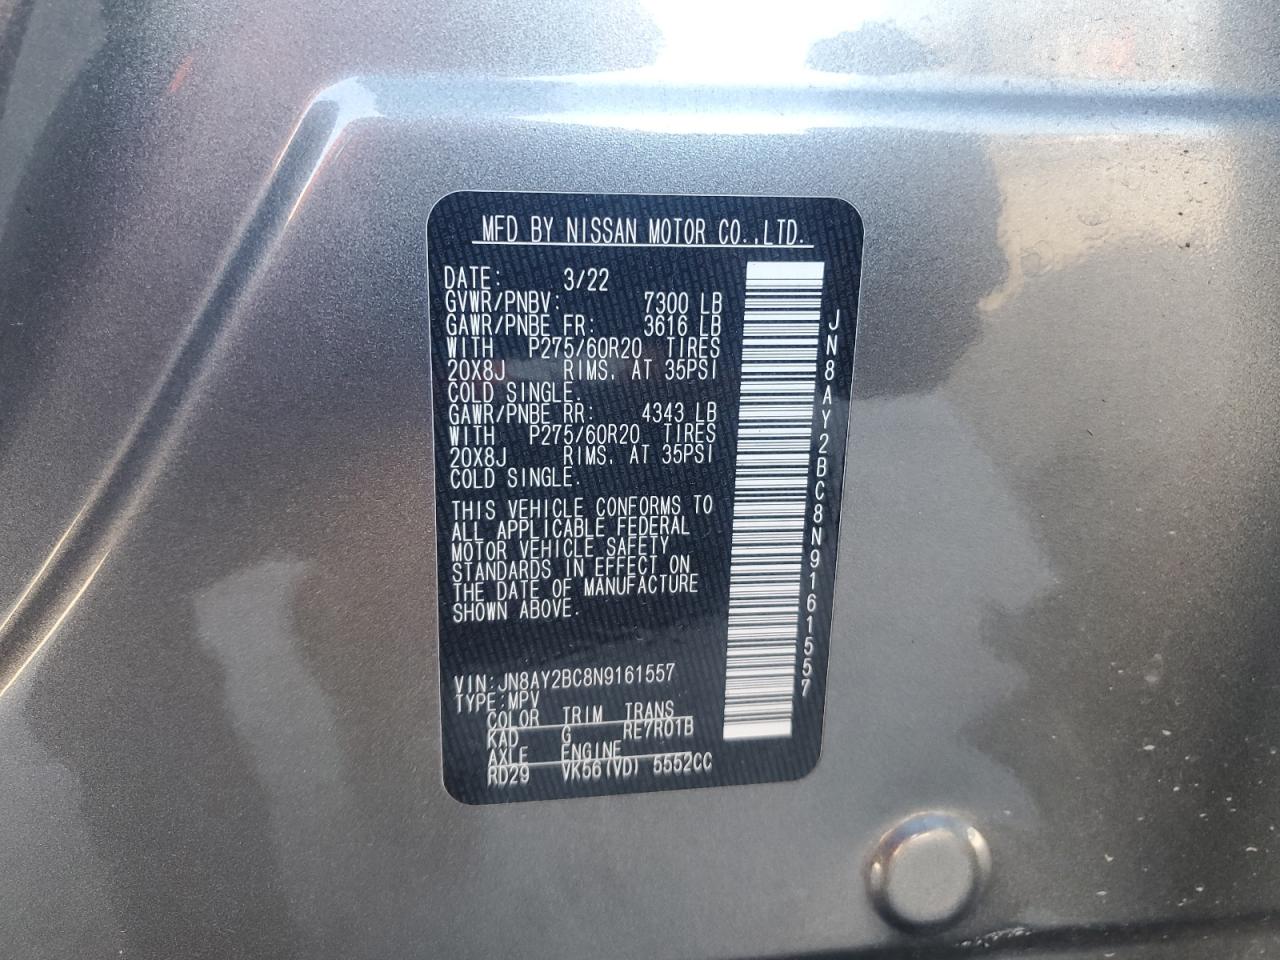 MFD BY NISSAN MOTOR CO.,LTD.
DATE: 3/22
GVWR/PNBV: 7300 LB
GAWR/PNBE FR: 3616 LB
WITH P275/60R20 TIRES
20X8J RIMS. AT 35PSI
COLD SINGLE.
GAWR/PNBE RR: 4343 LB
WITH P275/60R20 TIRES
20X8J RIMS. AT 35PSI
COLD SINGLE.
THIS VEHICLE CONFORMS TO
ALL APPLICABLE FEDERAL
MOTOR VEHICLE SAFETY
STANDARDS IN EFFECT ON
THE DATE OF MANUFACTURE
SHOWN ABOVE.
VIN:JN8AY2BC8N9161557
TYPE:MPV
COLOR TRIM TRANS
KAD G RE7R01B
AXLE ENGINE
RD29 VK56(VD) 5552CC
JN8AY2BC8N9161557